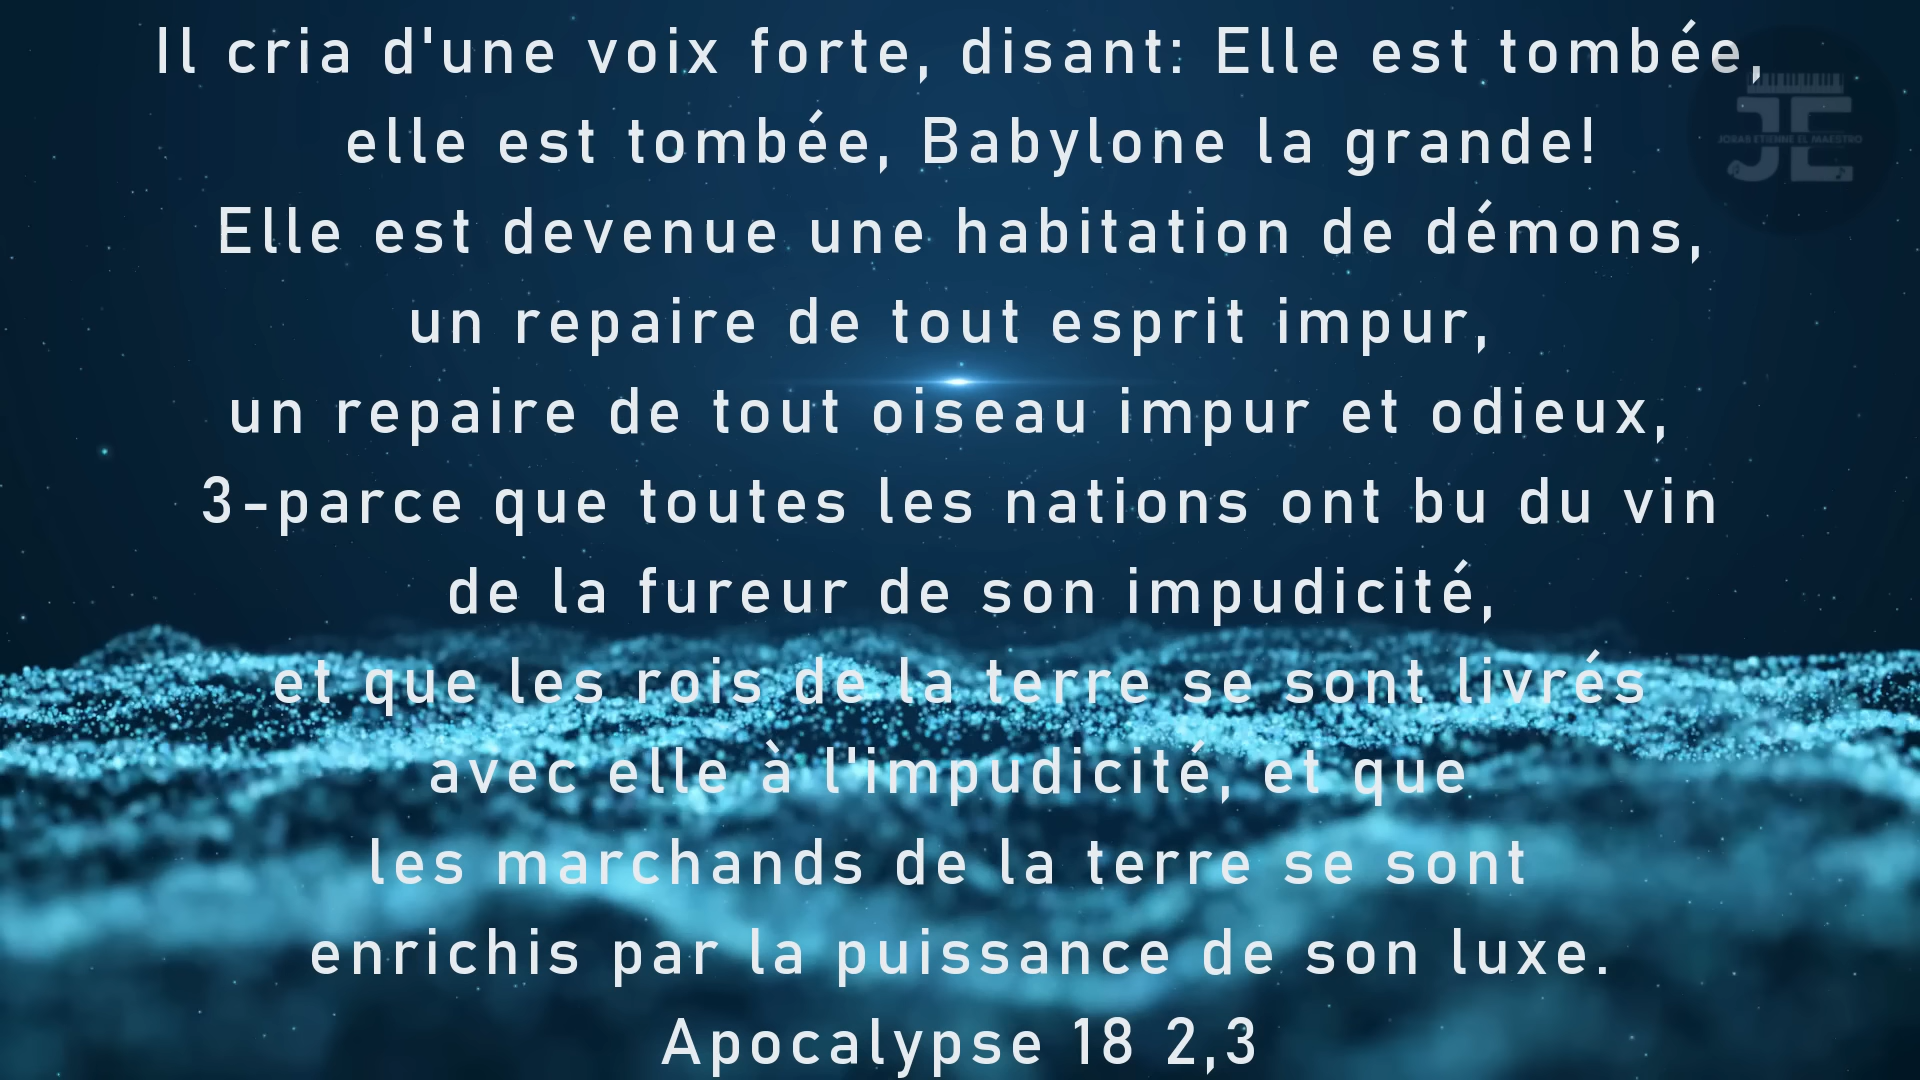 Il cria d'une voix forte, disant: Elle est tombée,
elle est tombée, Babylone la grande!
Elle est devenue une habitation de démons,
un repaire de tout esprit impur,
un repaire de tout oiseau impur et odieux,
3-parce que toutes les nations ont bu du vin
de la fureur de son impudicité,
et que les rois de la terre se sont livrés
avec elle à l'impudicité, et que
les marchands de la terre se sont
enrichis par la puissance de son luxe.
Apocalypse 18 2,3
JE
ETIENNE EL MAESTRO